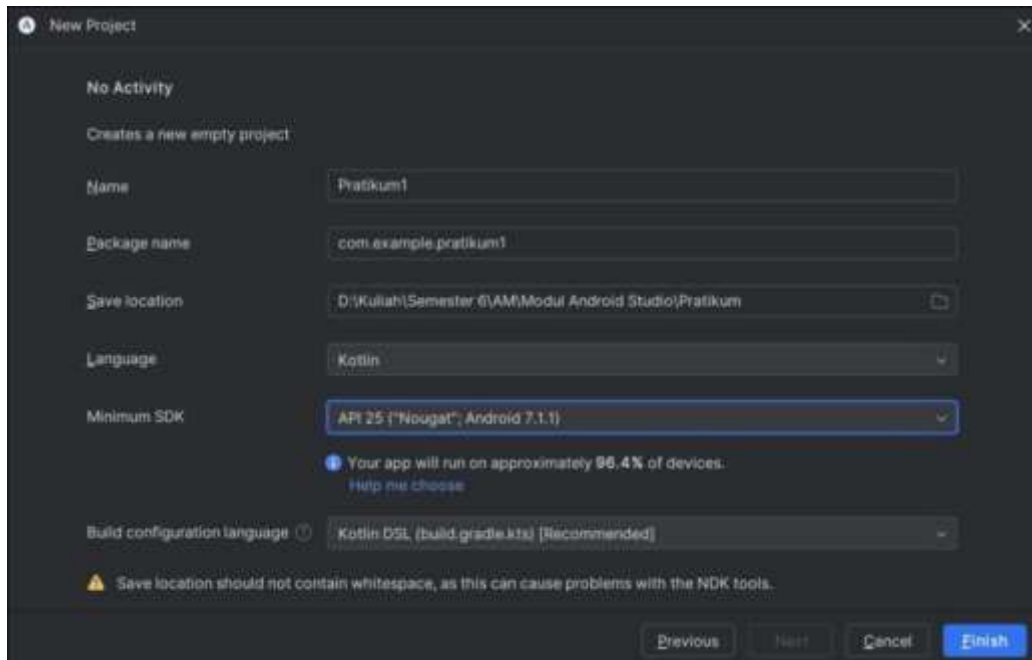 New Project
No Activity
Creates a new empty project
Name
Pratikum1
Package name
com.example.pratikum1
Save location
D:\Kuliah\Semester 6\AM\Modul Android Studio\Pratikum
Language
Kotlin
Minimum SDK
API 25 ("Nougat"; Android 7.1.1)
Your app will run on approximately 96.4% of devices.
Help me choose
Build configuration language
Kotlin DSL (build.gradle.kts) [Recommended]
Save location should not contain whitespace, as this can cause problems with the NDK tools.
Previous Next Cancel Finish